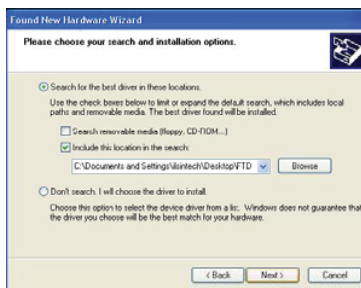 Found New Hardware Wizard
Please choose your search and installation options.
Search for the best driver in these locations.
Use the check boxes below to limit or expand the default search, which includes local
paths and removable media. The best driver found will be installed.
Search removable media (floppy, CD-ROM...)
Include this location in the search:
C:\Documents and Settings\ilsintech\Desktop\FTD
Browse
Don't search. I will choose the driver to install.
Choose this option to select the device driver from a list. Windows does not guarantee that
the driver you choose will be the best match for your hardware.
< Back
Next >
Cancel